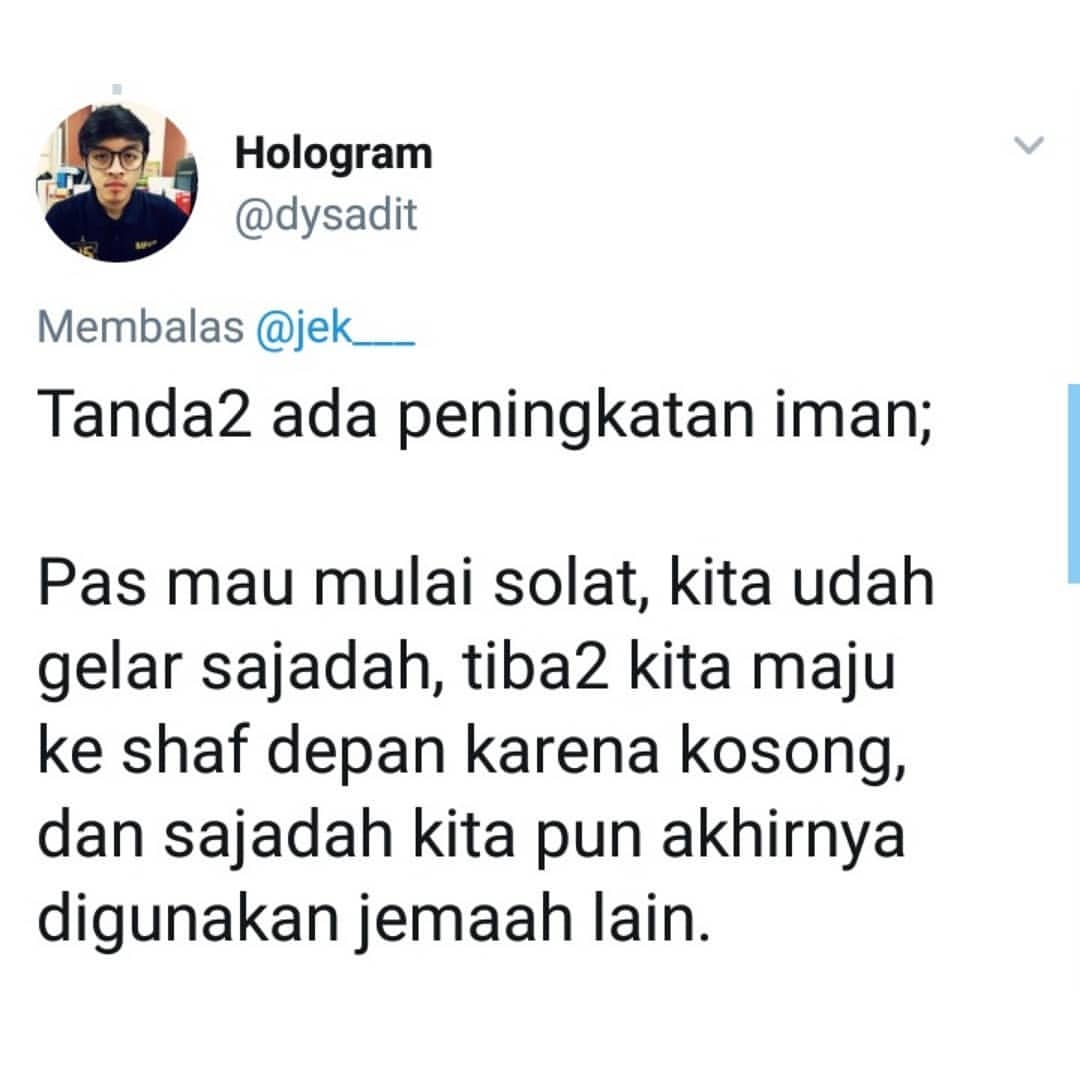 Hologram
@dysadit
Membalas @jek___
Tanda2 ada peningkatan iman;
Pas mau mulai solat, kita udah
gelar sajadah, tiba2 kita maju
ke shaf depan karena kosong,
dan sajadah kita pun akhirnya
digunakan jemaah lain.